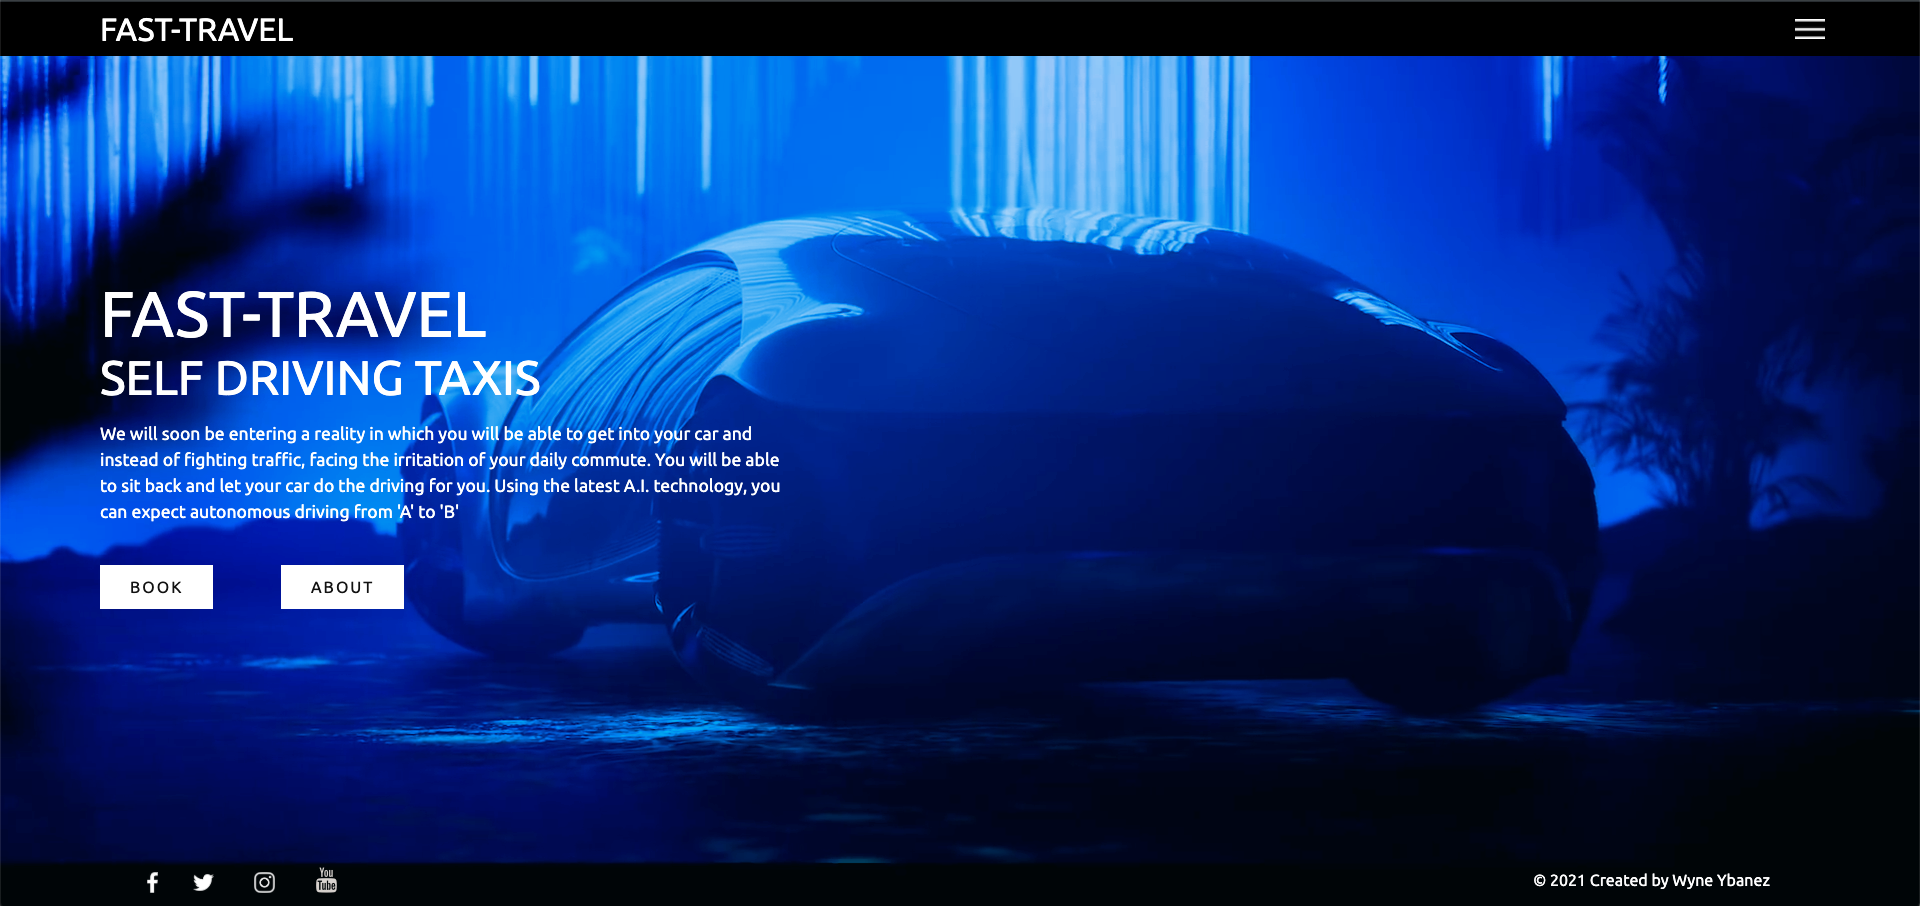 FAST-TRAVEL
FAST-TRAVEL
SELF DRIVING TAXIS
We will soon be entering a reality in which you will be able to get into your car and
instead of fighting traffic, facing the irritation of your daily commute. You will be able
to sit back and let your car do the driving for you. Using the latest A.I. technology, you
can expect autonomous driving from 'A' to 'B'
BOOK
ABOUT
You
Tube
© 2021 Created by Wyne Ybanez